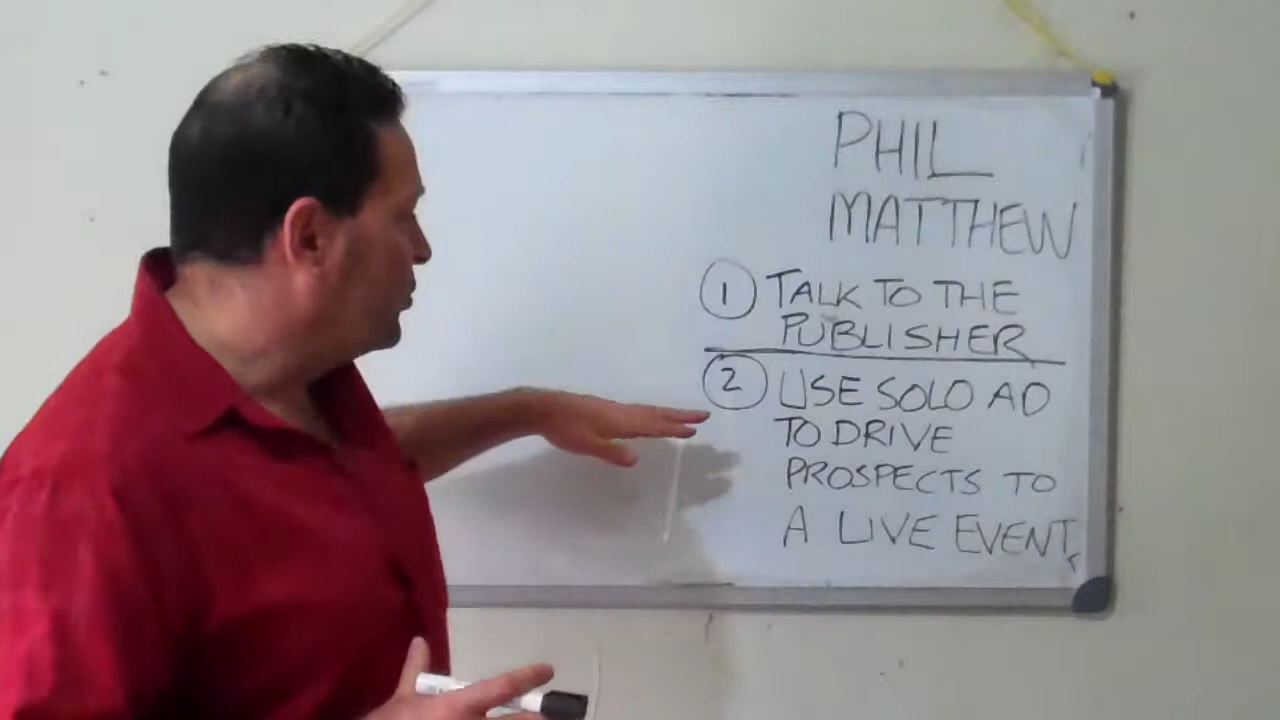 PHIL
MATTHEW
1 TALK TO THE
PUBLISHER
2 USE SOLO AD
TO DRIVE
PROSPECTS TO
A LIVE EVENT.